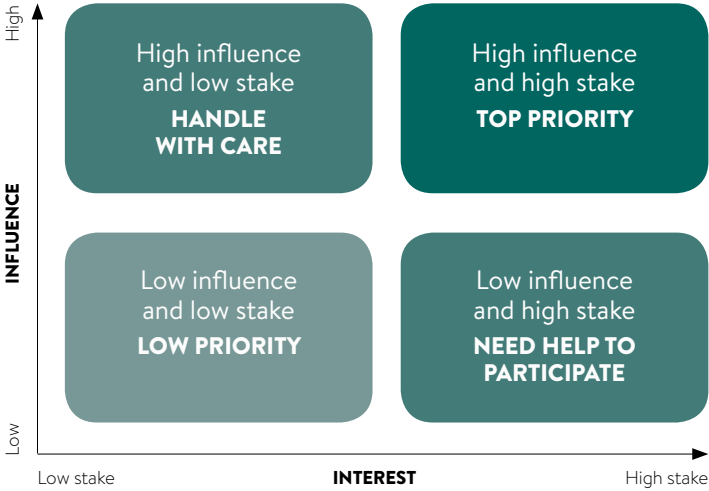 High
High influence
and low stake
HANDLE
WITH CARE
High influence
and high stake
TOP PRIORITY
INFLUENCE
Low influence
and low stake
LOW PRIORITY
Low influence
and high stake
NEED HELP TO
PARTICIPATE
Low
Low stake
INTEREST
High stake